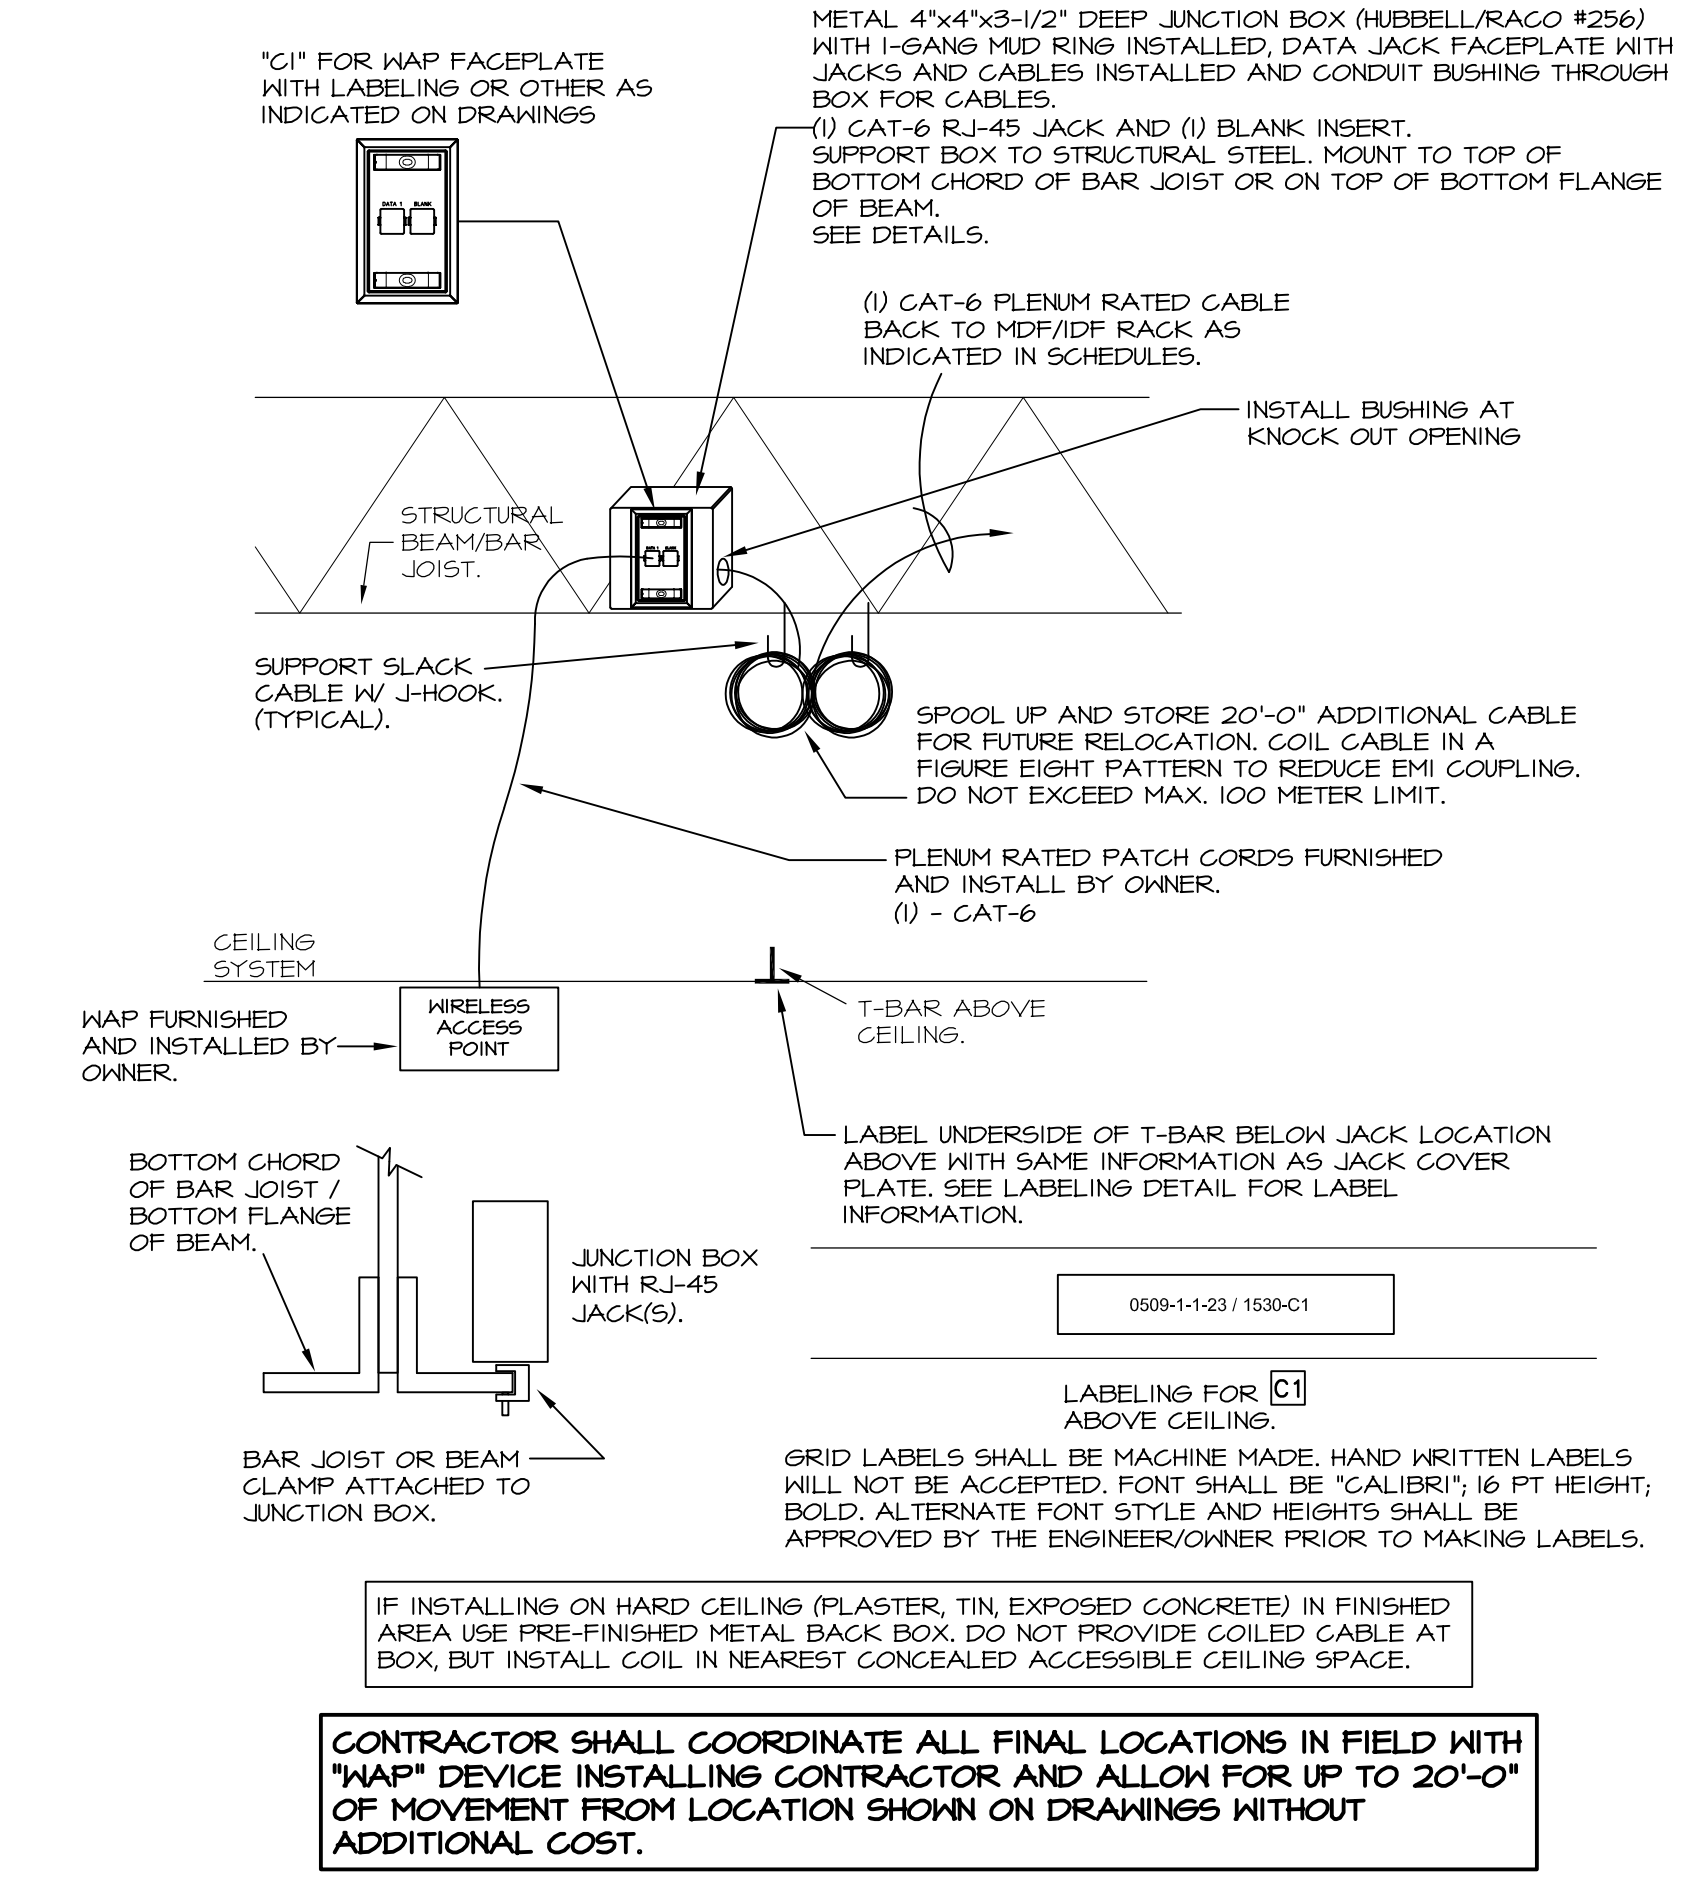 "C1" FOR WAP FACEPLATE
WITH LABELING OR OTHER AS
INDICATED ON DRAWINGS
DATA 1 BLANK
METAL 4"x4"x3-1/2" DEEP JUNCTION BOX (HUBBELL/RACO #256)
WITH 1-GANG MUD RING INSTALLED, DATA JACK FACEPLATE WITH
JACKS AND CABLES INSTALLED AND CONDUIT BUSHING THROUGH
BOX FOR CABLES.
(1) CAT-6 RJ-45 JACK AND (1) BLANK INSERT.
SUPPORT BOX TO STRUCTURAL STEEL. MOUNT TO TOP OF
BOTTOM CHORD OF BAR JOIST OR ON TOP OF BOTTOM FLANGE
OF BEAM.
SEE DETAILS.
(1) CAT-6 PLENUM RATED CABLE
BACK TO MDF/IDF RACK AS
INDICATED IN SCHEDULES.
INSTALL BUSHING AT
KNOCK OUT OPENING
STRUCTURAL
BEAM/BAR
JOIST.
DATA 1 BLANK
SUPPORT SLACK
CABLE W/ J-HOOK.
(TYPICAL).
SPOOL UP AND STORE 20'-0" ADDITIONAL CABLE
FOR FUTURE RELOCATION. COIL CABLE IN A
FIGURE EIGHT PATTERN TO REDUCE EMI COUPLING.
DO NOT EXCEED MAX. 100 METER LIMIT.
PLENUM RATED PATCH CORDS FURNISHED
AND INSTALL BY OWNER.
(1) - CAT-6
CEILING
SYSTEM
WIRELESS
ACCESS
POINT
WAP FURNISHED
AND INSTALLED BY
OWNER.
T-BAR ABOVE
CEILING.
LABEL UNDERSIDE OF T-BAR BELOW JACK LOCATION
ABOVE WITH SAME INFORMATION AS JACK COVER
PLATE. SEE LABELING DETAIL FOR LABEL
INFORMATION.
BOTTOM CHORD
OF BAR JOIST /
BOTTOM FLANGE
OF BEAM.
JUNCTION BOX
WITH RJ-45
JACK(S).
BAR JOIST OR BEAM
CLAMP ATTACHED TO
JUNCTION BOX.
0509-1-1-23 / 1530-C1
LABELING FOR C1
ABOVE CEILING.
GRID LABELS SHALL BE MACHINE MADE. HAND WRITTEN LABELS
WILL NOT BE ACCEPTED. FONT SHALL BE "CALIBRI"; 16 PT HEIGHT;
BOLD. ALTERNATE FONT STYLE AND HEIGHTS SHALL BE
APPROVED BY THE ENGINEER/OWNER PRIOR TO MAKING LABELS.
IF INSTALLING ON HARD CEILING (PLASTER, TIN, EXPOSED CONCRETE) IN FINISHED
AREA USE PRE-FINISHED METAL BACK BOX. DO NOT PROVIDE COILED CABLE AT
BOX, BUT INSTALL COIL IN NEAREST CONCEALED ACCESSIBLE CEILING SPACE.
CONTRACTOR SHALL COORDINATE ALL FINAL LOCATIONS IN FIELD WITH
"WAP" DEVICE INSTALLING CONTRACTOR AND ALLOW FOR UP TO 20'-0"
OF MOVEMENT FROM LOCATION SHOWN ON DRAWINGS WITHOUT
ADDITIONAL COST.